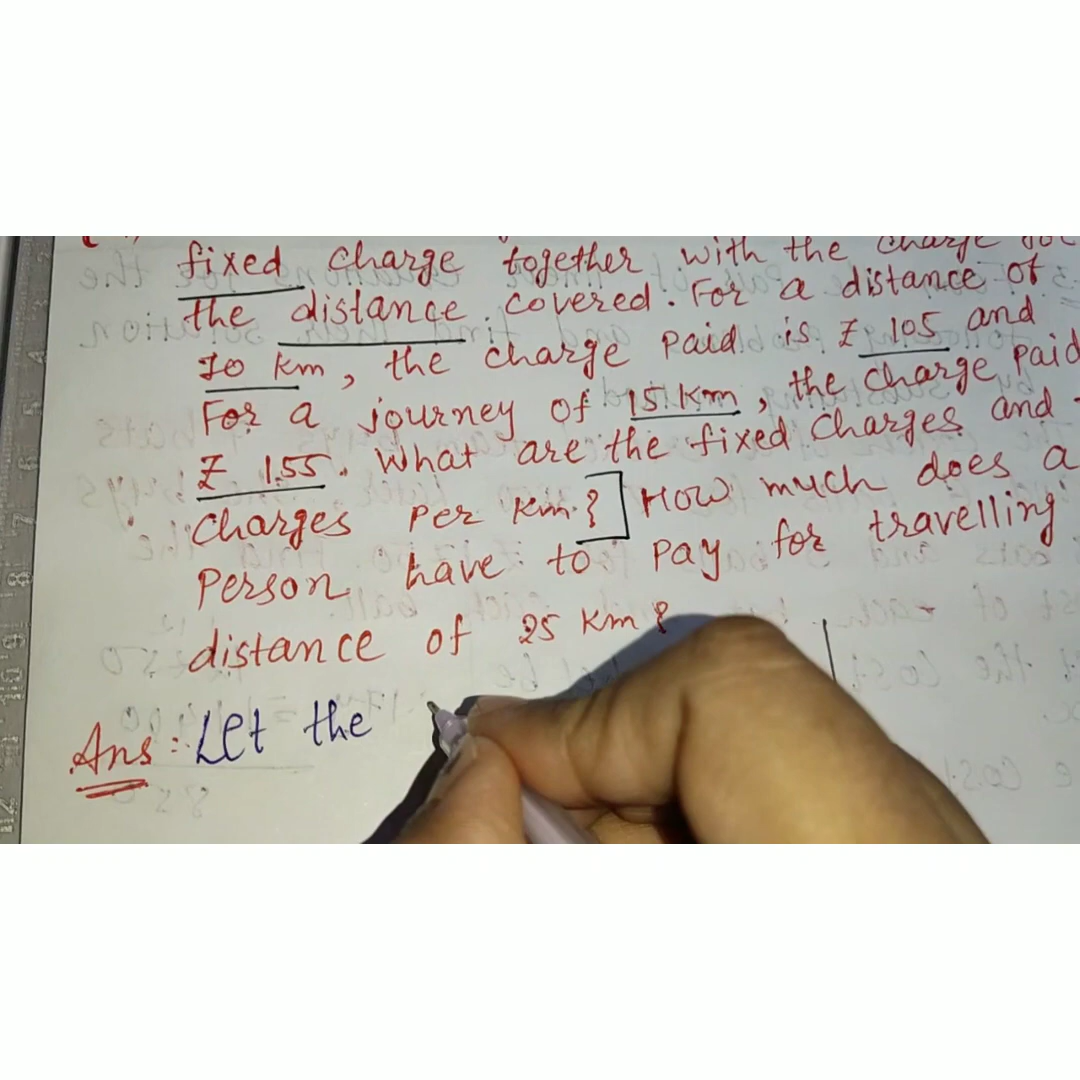 fixed charge together with the charge for
the distance covered. For a distance of
10 km, the charge paid is ₹ 105 and
For a journey of 15 km, the charge paid
₹ 155. What are the fixed charges and
charges per km.? How much does a
person have to pay for travelling
distance of 25 km?
Ans:- Let the